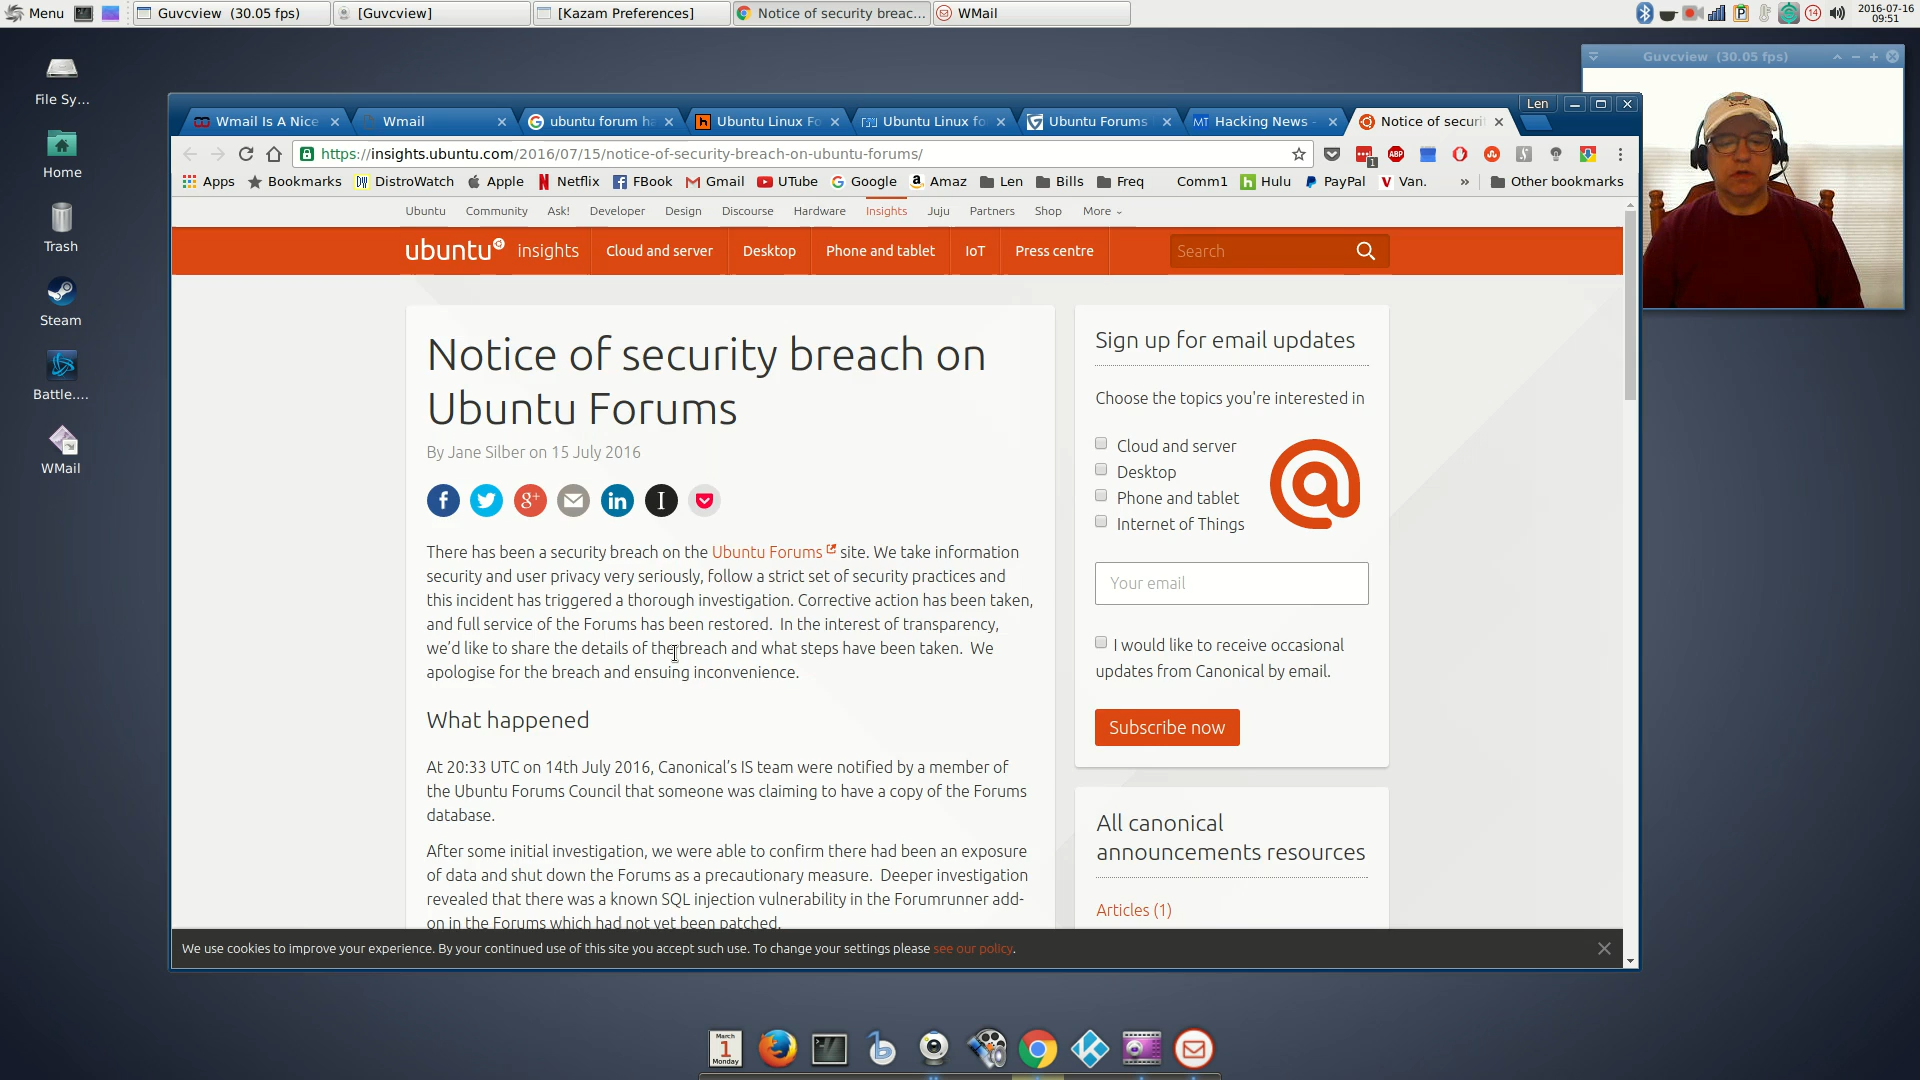 Menu
Guvcview (30.05 fps)
[Guvcview]
[Kazam Preferences]
Notice of security breac...
WMail
14
2016-07-16
09:51
File Sy...
Home
Trash
Steam
Battle....
WMail
Guvcview (30.05 fps)
Len
Wmail Is A Nice
Wmail
ubuntu forum ha
Ubuntu Linux Fo
Ubuntu Linux fo
Ubuntu Forums
Hacking News -
Notice of securi
https://insights.ubuntu.com/2016/07/15/notice-of-security-breach-on-ubuntu-forums/
1
ABP
Apps
Bookmarks
DistroWatch
Apple
Netflix
FBook
Gmail
UTube
Google
Amaz
Len
Bills
Freq
Comm1
Hulu
PayPal
Van.
»
Other bookmarks
Ubuntu
Community
Ask!
Developer
Design
Discourse
Hardware
Insights
Juju
Partners
Shop
More
ubuntu insights
Cloud and server
Desktop
Phone and tablet
IoT
Press centre
Search
Notice of security breach on
Ubuntu Forums
By Jane Silber on 15 July 2016
There has been a security breach on the Ubuntu Forums site. We take information
security and user privacy very seriously, follow a strict set of security practices and
this incident has triggered a thorough investigation. Corrective action has been taken,
and full service of the Forums has been restored. In the interest of transparency,
we'd like to share the details of the breach and what steps have been taken. We
apologise for the breach and ensuing inconvenience.
What happened
At 20:33 UTC on 14th July 2016, Canonical's IS team were notified by a member of
the Ubuntu Forums Council that someone was claiming to have a copy of the Forums
database.
After some initial investigation, we were able to confirm there had been an exposure
of data and shut down the Forums as a precautionary measure. Deeper investigation
revealed that there was a known SQL injection vulnerability in the Forumrunner add-
on in the Forums which had not yet been patched.
Sign up for email updates
Choose the topics you're interested in
Cloud and server
Desktop
Phone and tablet
Internet of Things
Your email
I would like to receive occasional
updates from Canonical by email.
Subscribe now
All canonical
announcements resources
Articles (1)
We use cookies to improve your experience. By your continued use of this site you accept such use. To change your settings please see our policy.
March
1
Monday